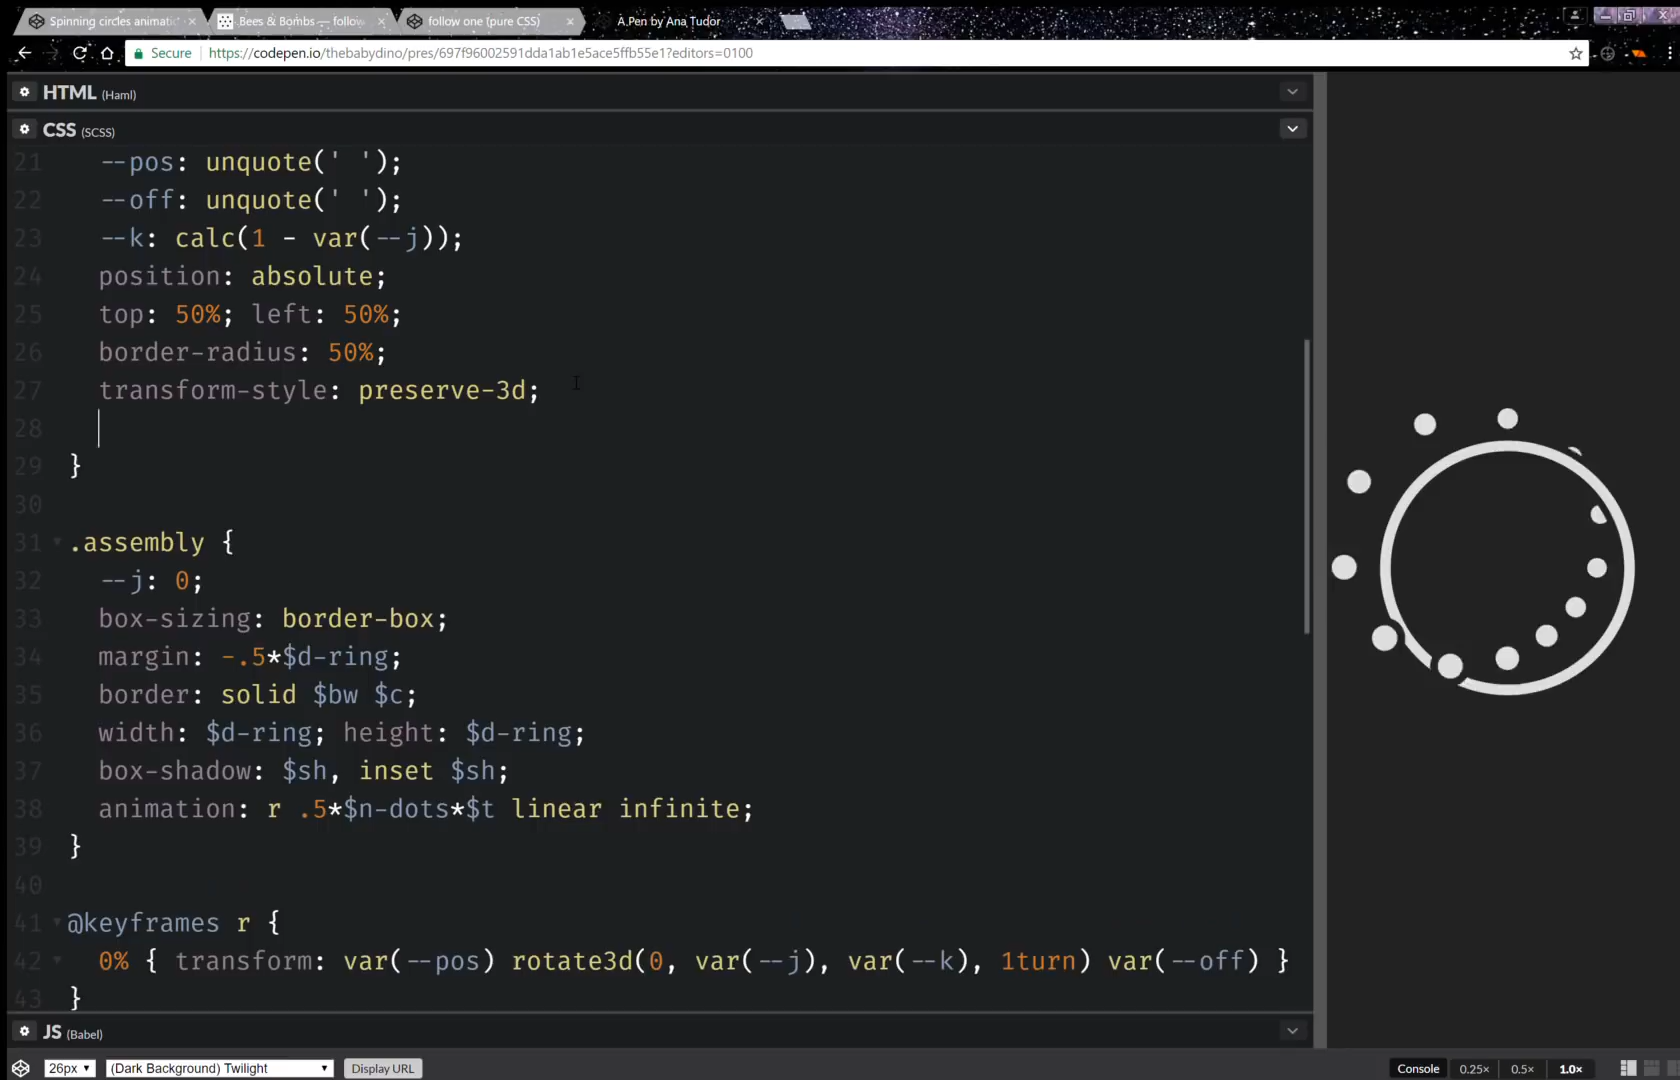 Spinning circles animatic
Bees & Bombs — follow
follow one (pure CSS)
A Pen by Ana Tudor
Secure
https://codepen.io/thebabydino/pres/697f96002591dda1ab1e5ace5ffb55e1?editors=0100
HTML (Haml)
CSS (SCSS)
21 --pos: unquote(' ');
22 --off: unquote(' ');
23 --k: calc(1 - var(--j));
24 position: absolute;
25 top: 50%; left: 50%;
26 border-radius: 50%;
27 transform-style: preserve-3d;
28
29 }
30
31 .assembly {
32 --j: 0;
33 box-sizing: border-box;
34 margin: -.5*$d-ring;
35 border: solid $bw $c;
36 width: $d-ring; height: $d-ring;
37 box-shadow: $sh, inset $sh;
38 animation: r .5*$n-dots*$t linear infinite;
39 }
40
41 @keyframes r {
42 0% { transform: var(--pos) rotate3d(0, var(--j), var(--k), 1turn) var(--off) }
43 }
JS (Babel)
26px
(Dark Background) Twilight
Display URL
Console
0.25×
0.5×
1.0×